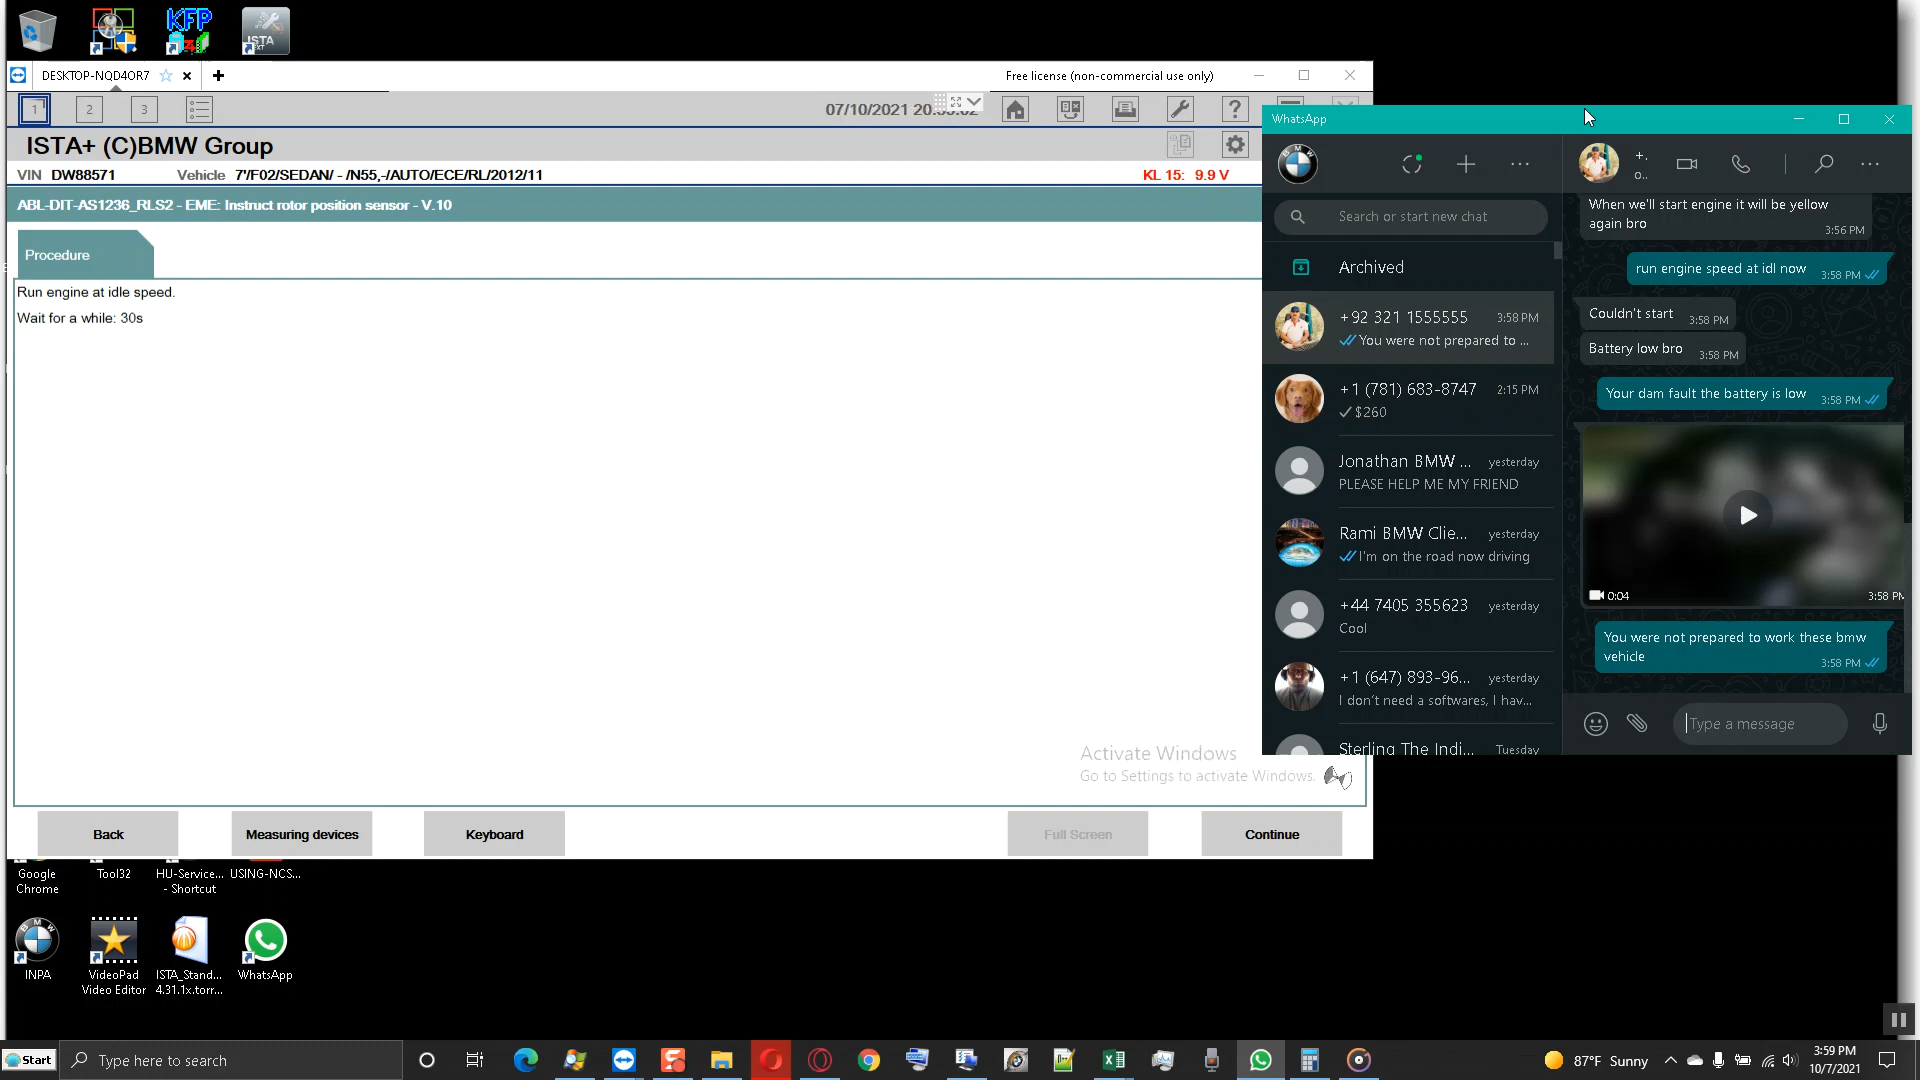 KFP
ISTA
DESKTOP-NQD4OR7
Free license (non-commercial use only)
1
2
3
07/10/2021 20:
ISTA+ (C)BMW Group
VIN DW88571 Vehicle 7'/F02/SEDAN/ - /N55,-/AUTO/ECE/RL/2012/11 KL 15: 9.9 V
ABL-DIT-AS1236_RLS2 - EME: Instruct rotor position sensor - V.10
Procedure
Run engine at idle speed.
Wait for a while: 30s
Activate Windows
Go to Settings to activate Windows.
Back
Measuring devices
Keyboard
Full Screen
Continue
WhatsApp
Search or start new chat
Archived
+92 321 1555555 3:58 PM
You were not prepared to ...
+1 (781) 683-8747 2:15 PM
$260
Jonathan BMW ... yesterday
PLEASE HELP ME MY FRIEND
Rami BMW Clie... yesterday
I'm on the road now driving
+44 7405 355623 yesterday
Cool
+1 (647) 893-96... yesterday
I don't need a softwares, I hav...
Sterling The Indi... Tuesday
+.
o..
When we'll start engine it will be yellow
again bro
3:56 PM
run engine speed at idl now 3:58 PM
Couldn't start 3:58 PM
Battery low bro 3:58 PM
Your dam fault the battery is low 3:58 PM
0:04 3:58 PM
You were not prepared to work these bmw
vehicle 3:58 PM
Type a message
Google
Chrome
Tool32
HU-Service...
- Shortcut
USING-NCS...
INPA
VideoPad
Video Editor
ISTA_Stand...
4.31.1x.torr...
WhatsApp
Start
Type here to search
87°F Sunny
3:59 PM
10/7/2021